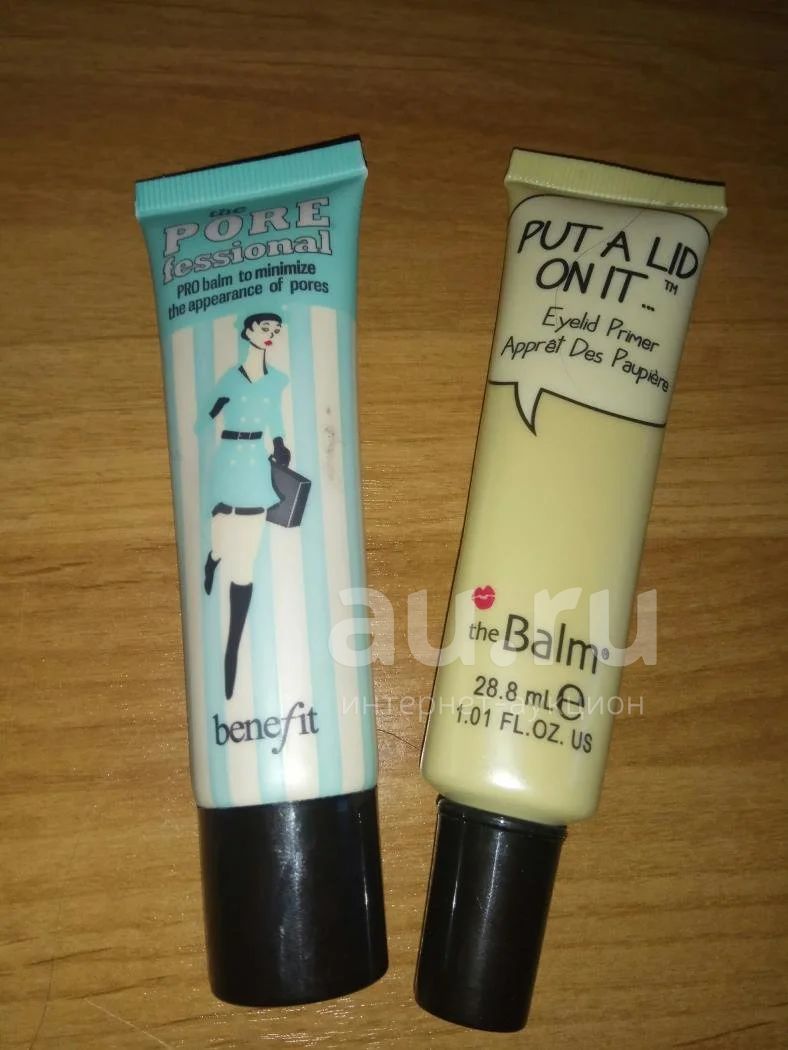 the
PORE
fessional
PRO balm to minimize
the appearance of pores
benefit
PUT A LID
ON IT...™
Eyelid Primer
Apprêt Des Paupière
the Balm®
28.8 mL ℮
1.01 FL.OZ. US
au.ru
интернет-аукцион